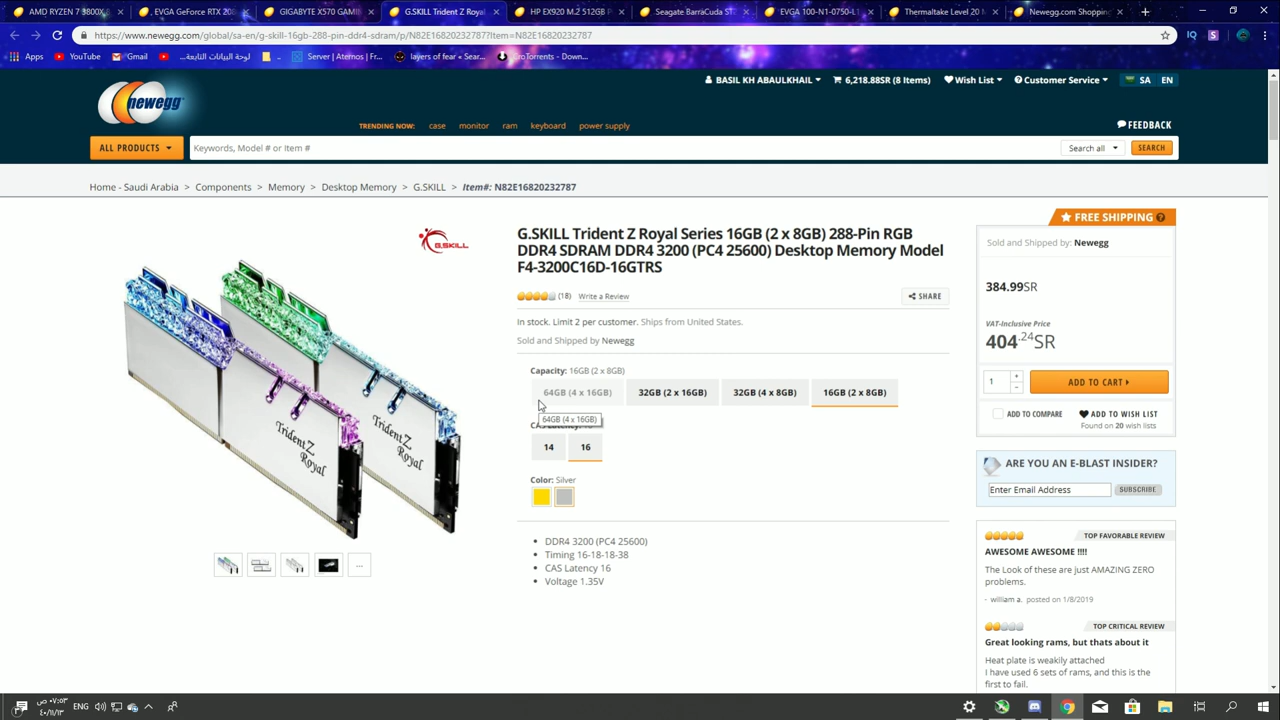 AMD RYZEN 7 3800X 8
EVGA GeForce RTX 200
GIGABYTE X570 GAMI
G.SKILL Trident Z Royal
HP EX920 M.2 512GB P
Seagate BarraCuda ST
EVGA 100-N1-0750-L1
Thermaltake Level 20 M
Newegg.com Shopping
https://www.newegg.com/global/sa-en/g-skill-16gb-288-pin-ddr4-sdram/p/N82E16820232787?Item=N82E16820232787
Apps
YouTube
Gmail
لوحة البيانات التابعة...
Server | Aternos | Fr...
layers of fear « Sear...
- Down...
newegg
BASIL KH ABAULKHAIL
6,218.88SR (8 Items)
Wish List
Customer Service
SA
EN
TRENDING NOW: case monitor ram keyboard power supply
FEEDBACK
ALL PRODUCTS
Keywords, Model # or Item #
Search all
SEARCH
Home - Saudi Arabia > Components > Memory > Desktop Memory > G.SKILL > Item#: N82E16820232787
FREE SHIPPING
G.SKILL
G.SKILL Trident Z Royal Series 16GB (2 x 8GB) 288-Pin RGB
DDR4 SDRAM DDR4 3200 (PC4 25600) Desktop Memory Model
F4-3200C16D-16GTRS
(18) Write a Review
SHARE
In stock. Limit 2 per customer. Ships from United States.
Sold and Shipped by Newegg
Capacity: 16GB (2 x 8GB)
64GB (4 x 16GB)
32GB (2 x 16GB)
32GB (4 x 8GB)
16GB (2 x 8GB)
64GB (4 x 16GB)
14
16
Color: Silver
DDR4 3200 (PC4 25600)
Timing 16-18-18-38
CAS Latency 16
Voltage 1.35V
Trident Z
Royal
Trident Z
Royal
...
Sold and Shipped by: Newegg
384.99SR
VAT-Inclusive Price
404.24SR
1
ADD TO CART
ADD TO COMPARE
ADD TO WISH LIST
Found on 20 wish lists
ARE YOU AN E-BLAST INSIDER?
Enter Email Address
SUBSCRIBE
TOP FAVORABLE REVIEW
AWESOME AWESOME !!!!
The Look of these are just AMAZING ZERO
problems.
- william a. posted on 1/8/2019
TOP CRITICAL REVIEW
Great looking rams, but thats about it
Heat plate is weakly attached
I have used 6 sets of rams, and this is the
first to fail.
ENG